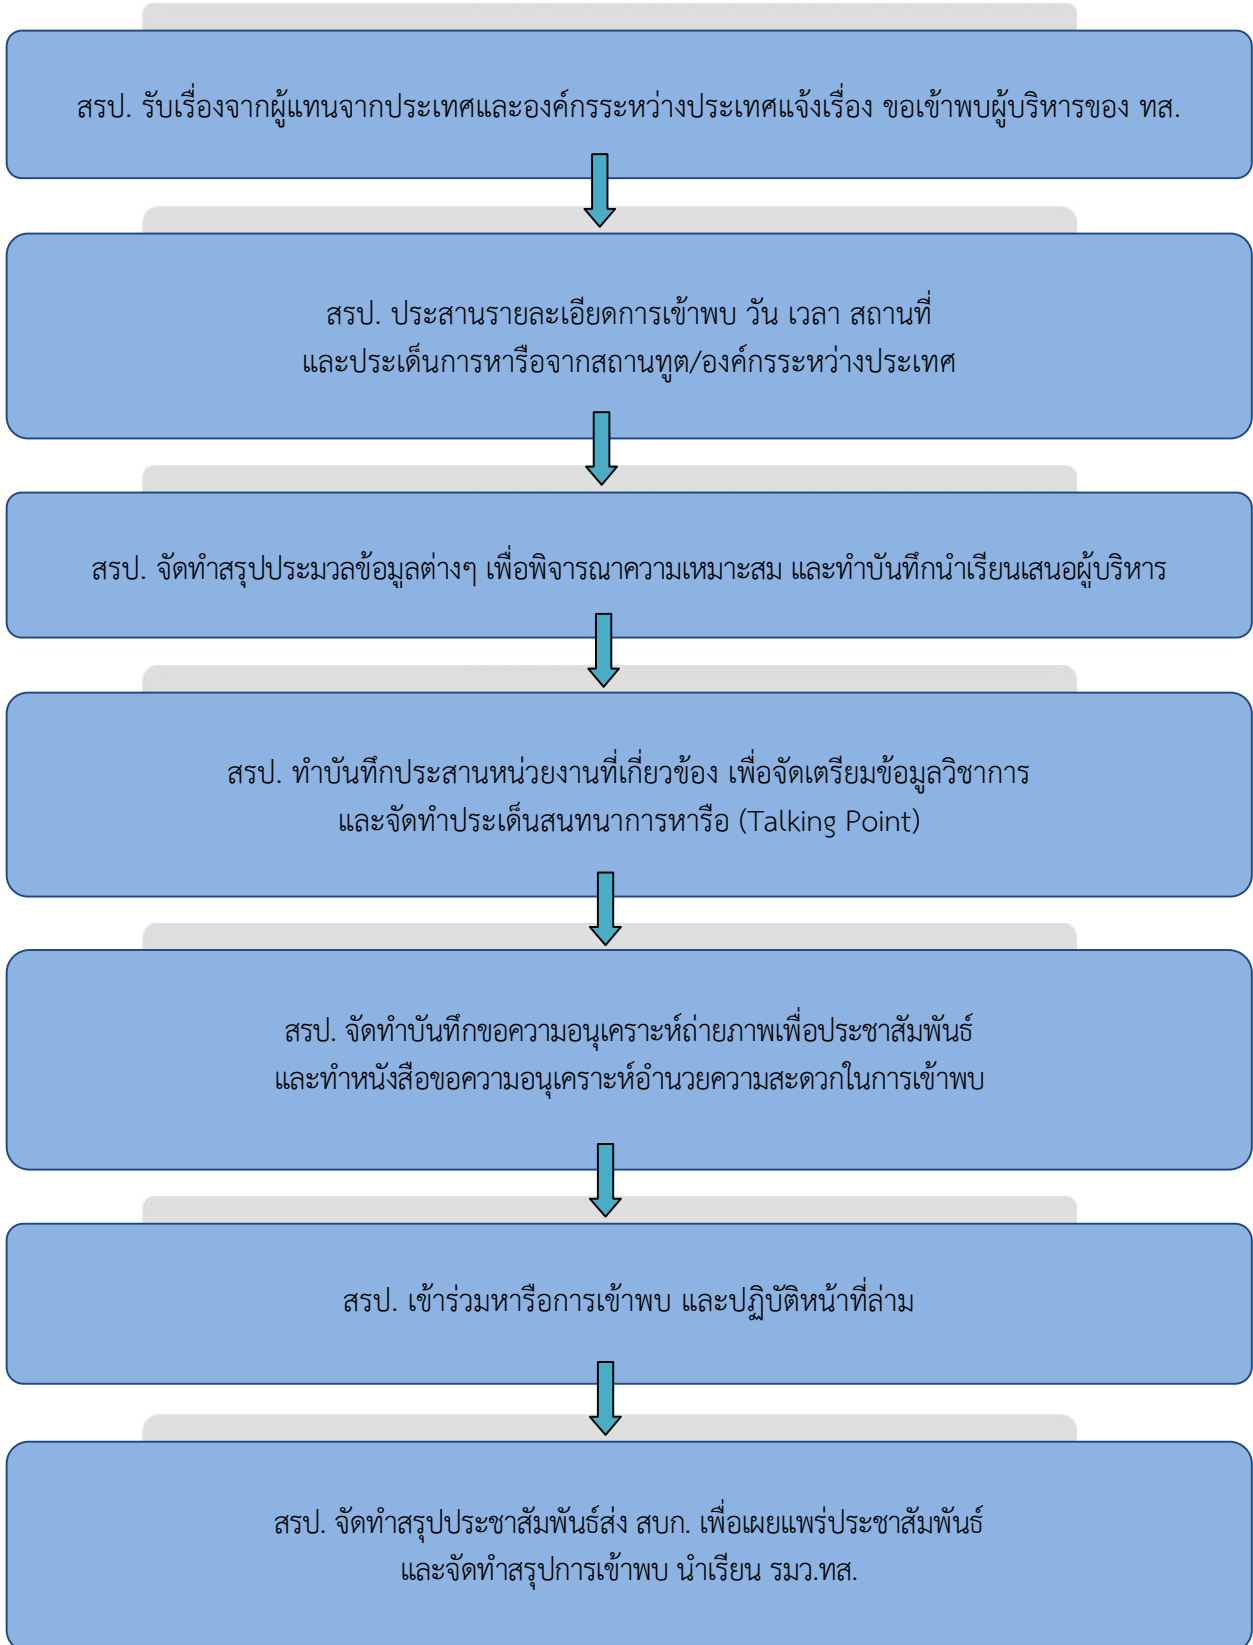 สรป. รับเรื่องจากผู้แทนจากประเทศและองค์กรระหว่างประเทศแจ้งเรื่อง ขอเข้าพบผู้บริหารของ ทส.
สรป. ประสานรายละเอียดการเข้าพบ วัน เวลา สถานที่
และประเด็นการหารือจากสถานทูต/องค์กรระหว่างประเทศ
สรป. จัดทำสรุปประมวลข้อมูลต่างๆ เพื่อพิจารณาความเหมาะสม และทำบันทึกนำเรียนเสนอผู้บริหาร
สรป. ทำบันทึกประสานหน่วยงานที่เกี่ยวข้อง เพื่อจัดเตรียมข้อมูลวิชาการ
และจัดทำประเด็นสนทนาการหารือ (Talking Point)
สรป. จัดทำบันทึกขอความอนุเคราะห์ถ่ายภาพเพื่อประชาสัมพันธ์
และทำหนังสือขอความอนุเคราะห์อำนวยความสะดวกในการเข้าพบ
สรป. เข้าร่วมหารือการเข้าพบ และปฏิบัติหน้าที่ล่าม
สรป. จัดทำสรุปประชาสัมพันธ์ส่ง สบก. เพื่อเผยแพร่ประชาสัมพันธ์
และจัดทำสรุปการเข้าพบ นำเรียน รมว.ทส.